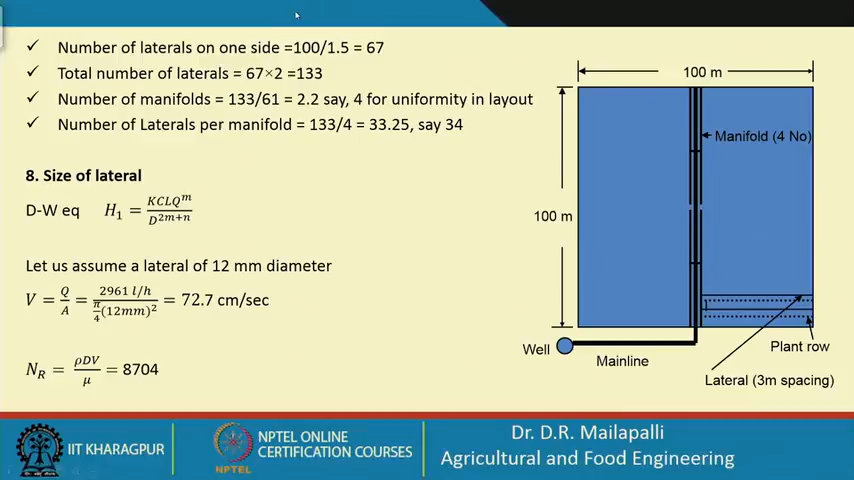 ✓ Number of laterals on one side =100/1.5 = 67
✓ Total number of laterals = 67×2 =133
✓ Number of manifolds = 133/61 = 2.2 say, 4 for uniformity in layout
✓ Number of Laterals per manifold = 133/4 = 33.25, say 34
8. Size of lateral
D-W eq H₁ = KCLQᵐ / D²ᵐ⁺ⁿ
Let us assume a lateral of 12 mm diameter
V = Q/A = 2961 l/h / π/4 (12mm)² = 72.7 cm/sec
N_R = ρDV/μ = 8704
100 m
Manifold (4 No)
100 m
Well
Mainline
Plant row
Lateral (3m spacing)
IIT KHARAGPUR
NPTEL
NPTEL ONLINE
CERTIFICATION COURSES
Dr. D.R. Mailapalli
Agricultural and Food Engineering